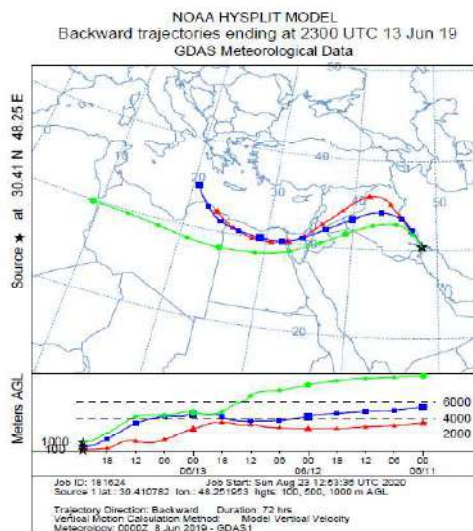 NOAA HYSPLIT MODEL
Backward trajectories ending at 2300 UTC 13 Jun 19
GDAS Meteorological Data
Source ★ at 30.41 N 48.25 E
50
10
40
20
30
40
50
30
20
Meters AGL
6000
4000
2000
1000
100
18 12 06 00 18 12 06 00 18 12 06 00
06/13 06/12 06/11
Job ID: 181624 Job Start: Sun Aug 23 12:53:35 UTC 2020
Source 1 lat.: 30.410782 lon.: 48.251953 hgts: 100, 500, 1000 m AGL
Trajectory Direction: Backward Duration: 72 hrs
Vertical Motion Calculation Method: Model Vertical Velocity
Meteorology: 0000Z 8 Jun 2019 - GDAS1